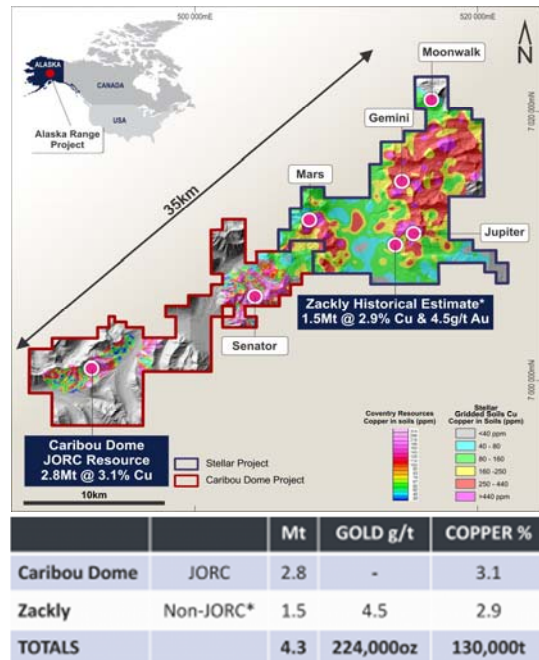 500 000mE
520 000mE
N
ALASKA
CANADA
USA
Alaska Range
Project
Moonwalk
7 020 000mN
Gemini
35km
Mars
Jupiter
Zackly Historical Estimate*
1.5Mt @ 2.9% Cu & 4.5g/t Au
Senator
7 000 000mN
Caribou Dome
JORC Resource
2.8Mt @ 3.1% Cu
10km
Stellar Project
Caribou Dome Project
Coventry Resources
Copper in soils (ppm)
Stellar
Gridded Soils Cu
Copper in Soils (ppm)
<40 ppm
40 - 80
80 - 160
160 -250
250 - 440
>440 ppm
Mt GOLD g/t COPPER %
Caribou Dome JORC 2.8 - 3.1
Zackly Non-JORC* 1.5 4.5 2.9
TOTALS 4.3 224,000oz 130,000t